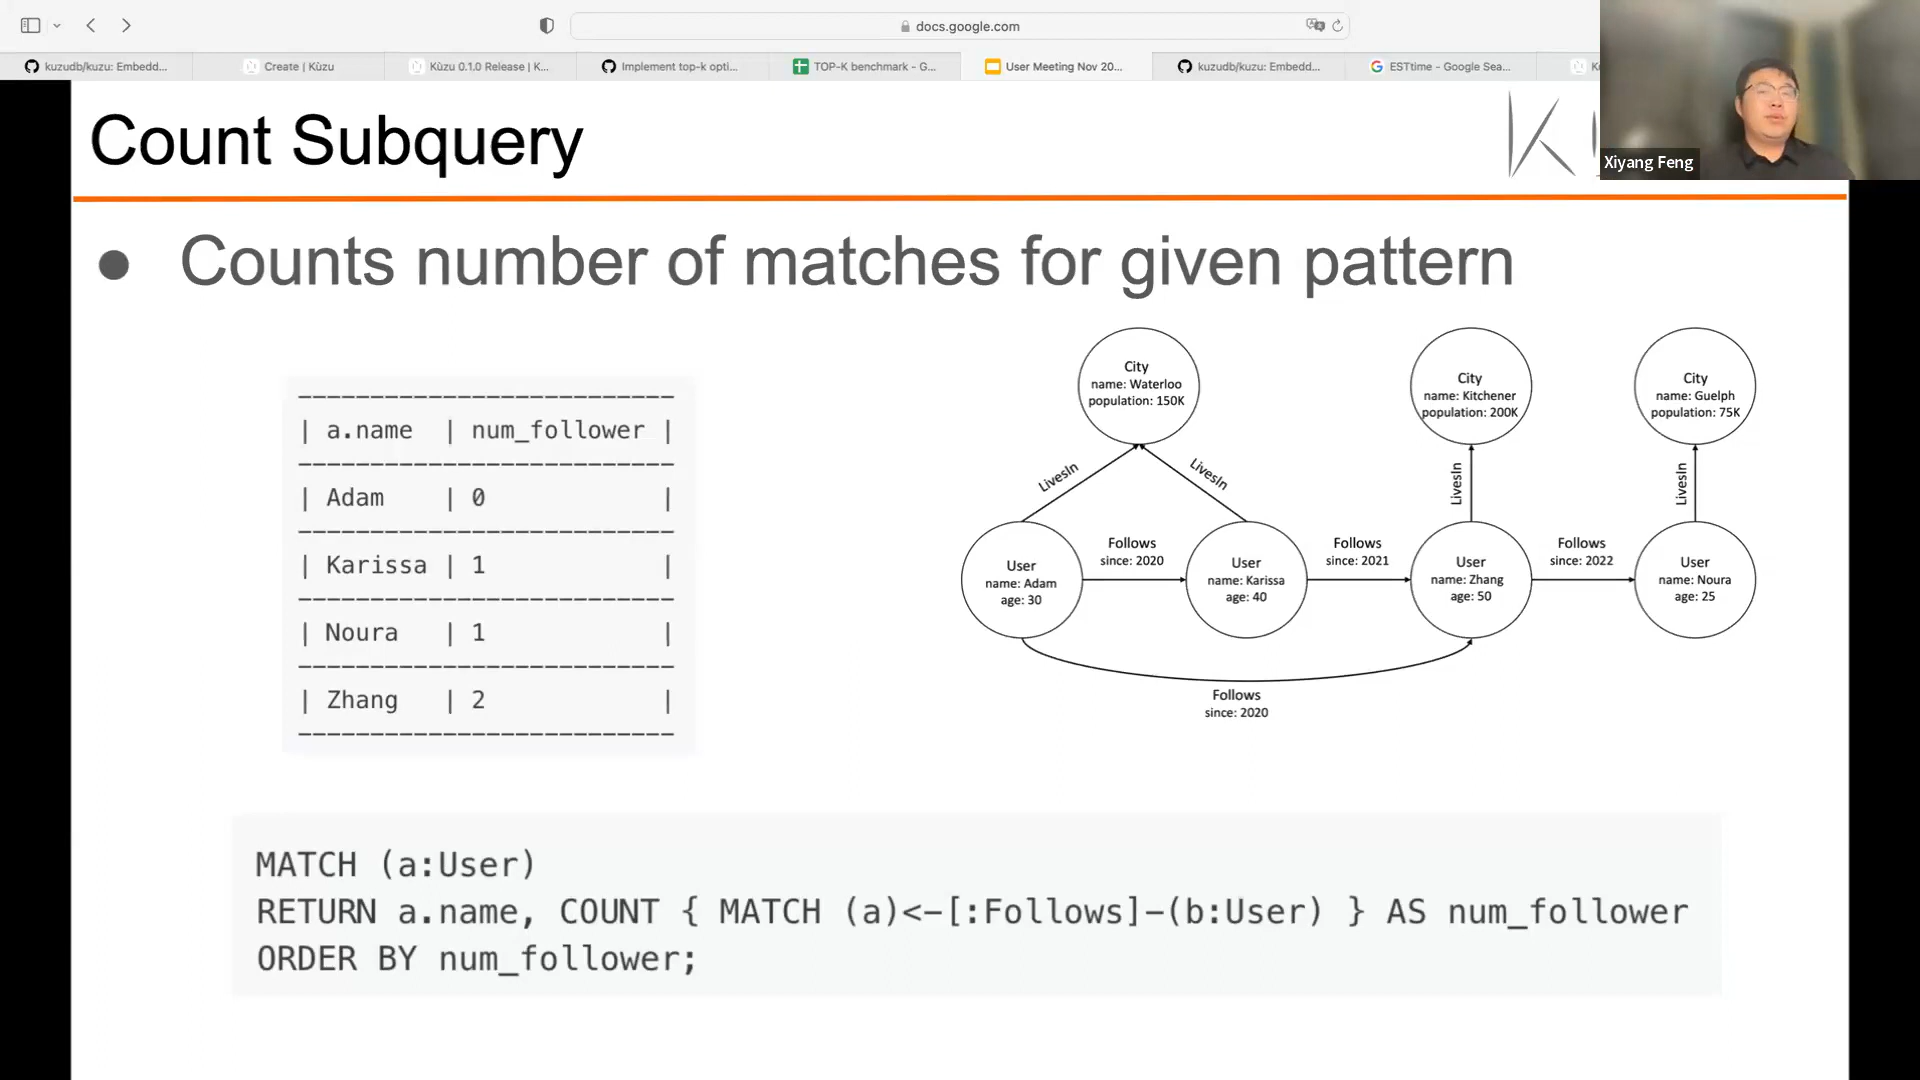 docs.google.com
kuzudb/kuzu: Embedd...
Create | Kùzu
Kùzu 0.1.0 Release | K...
Implement top-k opti...
TOP-K benchmark - G...
User Meeting Nov 20...
kuzudb/kuzu: Embedd...
ESTtime - Google Sea...
Xiyang Feng
Count Subquery
● Counts number of matches for given pattern
| a.name | num_follower |
| Adam | 0 |
| Karissa | 1 |
| Noura | 1 |
| Zhang | 2 |
City
name: Waterloo
population: 150K
City
name: Kitchener
population: 200K
City
name: Guelph
population: 75K
LivesIn
LivesIn
LivesIn
LivesIn
User
name: Adam
age: 30
Follows
since: 2020
User
name: Karissa
age: 40
Follows
since: 2021
User
name: Zhang
age: 50
Follows
since: 2022
User
name: Noura
age: 25
Follows
since: 2020
MATCH (a:User)
RETURN a.name, COUNT { MATCH (a)<-[:Follows]-(b:User) } AS num_follower
ORDER BY num_follower;